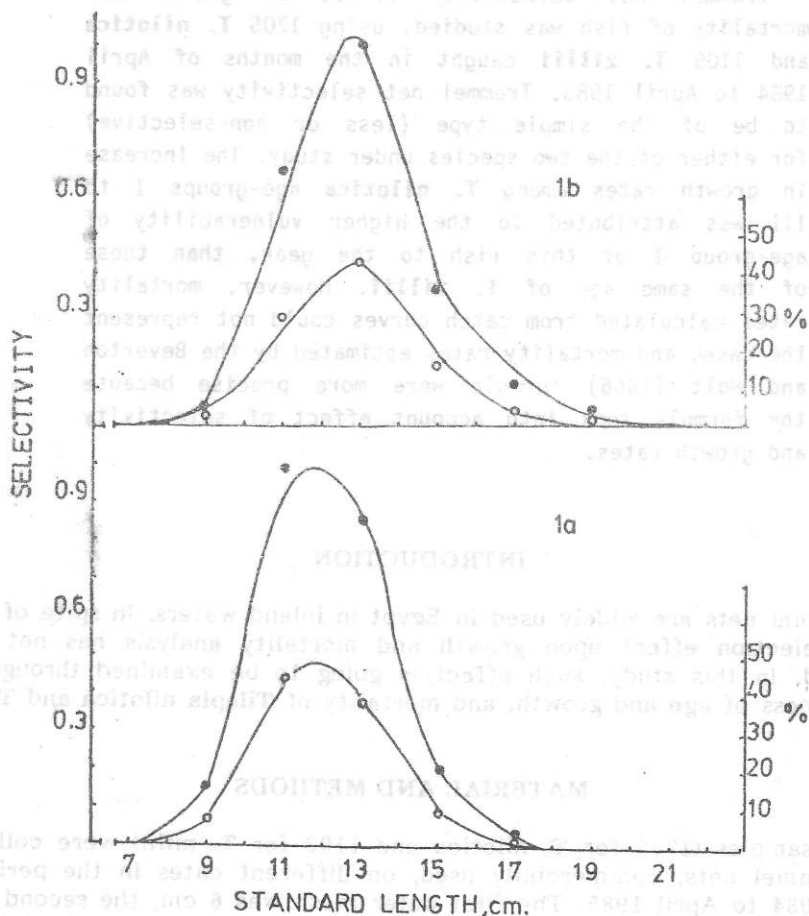 mortality of fish was studied, using 1205 T. nilotica
and 1105 T. zillii caught in the months of April
1984 to April 1985. Trammel net selectivity was found
to be of the simple type (less or non-selective)
for either of the two species under study. The increase
in growth rates among T. nilotica age-groups I to
III was attributed to the higher vulnerability of
age-group I of this fish to the gear, than those
of the same age of T. zillii. However, mortality
rates calculated from catch curves could not represent
the case, and mortality rates estimated by the Beverton
and Holt (1956) formula were more precise because
the formula took into account effect of selectivity
and growth rates.
1b
0.9
0.6
0.3
50
40
30 %
20
10
SELECTIVITY
1a
0.9
0.6
0.3
50
40
%
30
20
10
INTRODUCTION
nets are widely used in Egypt in inland waters. In spite of
effect upon growth and mortality analysis has not
In this study, such effect is going to be examined
of age and growth, and mortality of Tilapia nilotica and T
MATERIAL AND METHODS
7 9 11 13 15 17 19 21
were
nets, used, on different dates in the
to April 1985. The 6 cm, the second
STANDARD LENGTH,cm.